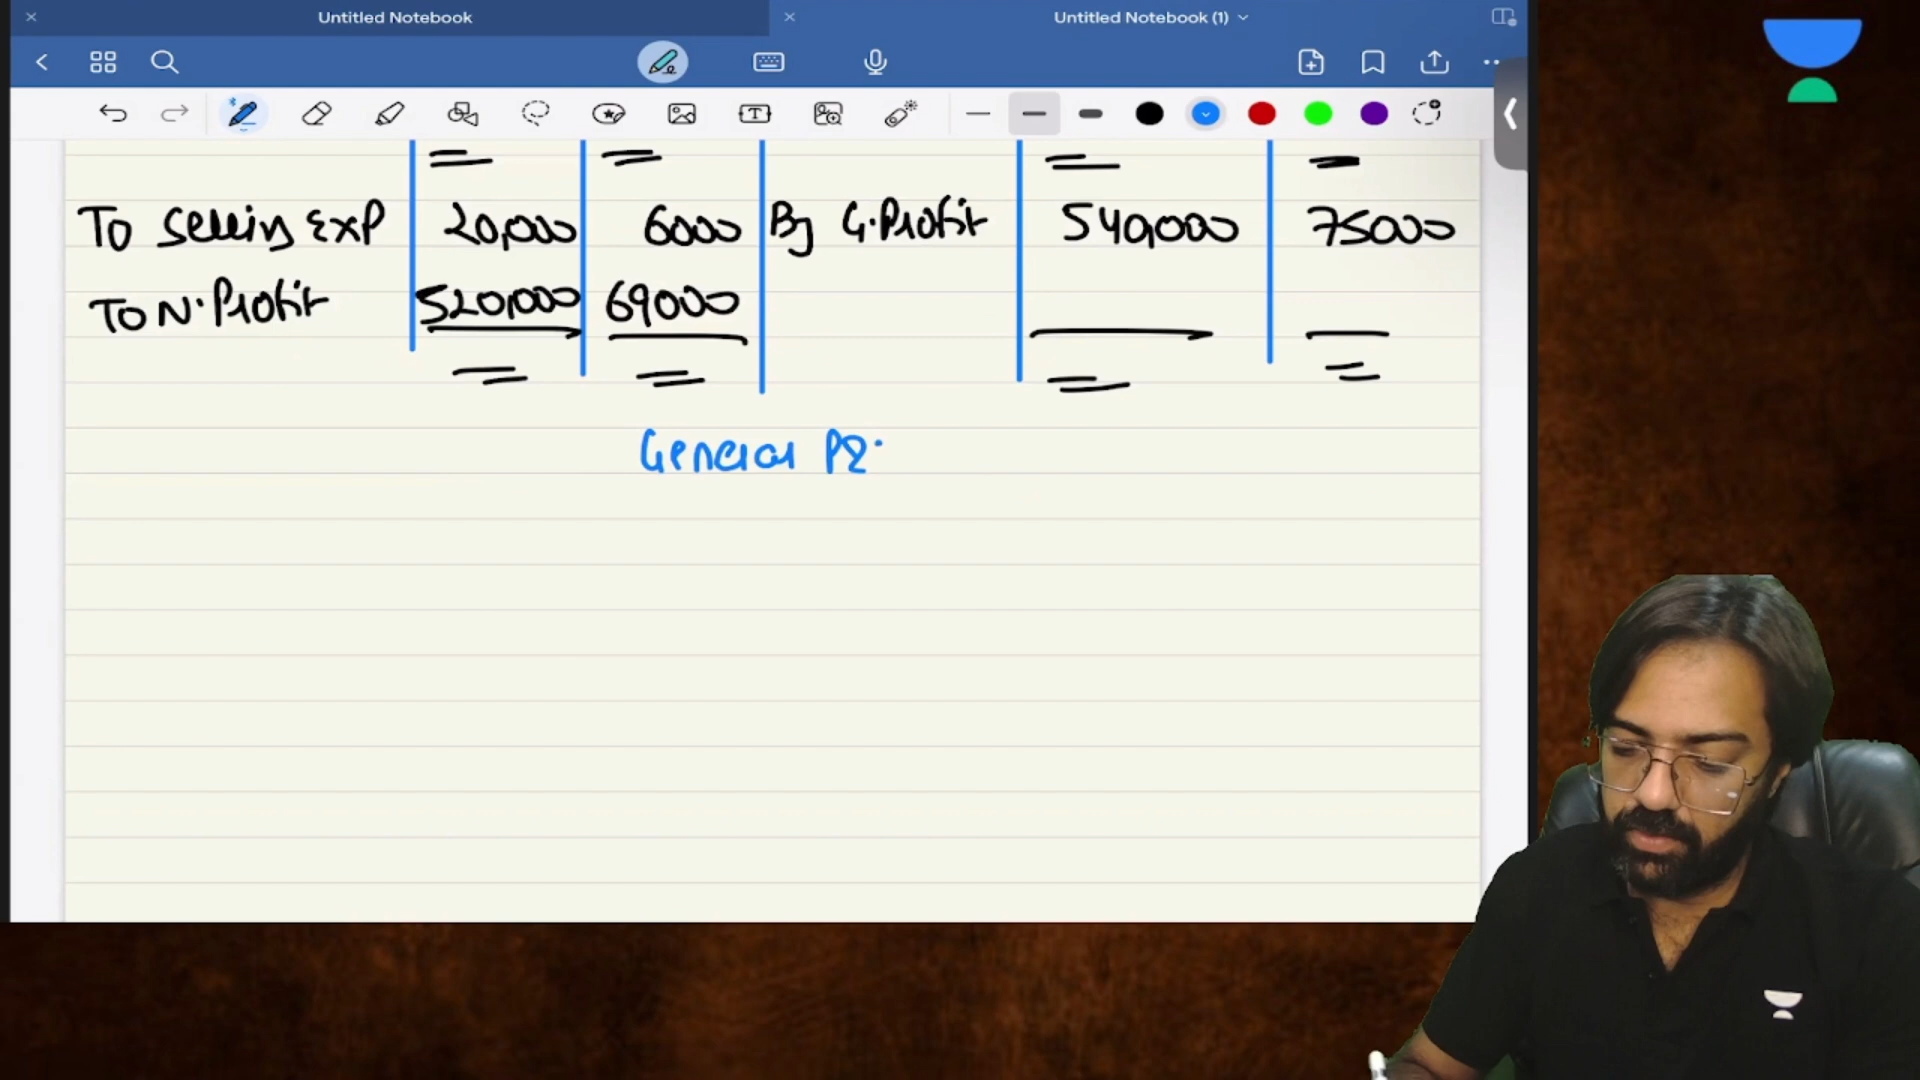 Untitled Notebook
Untitled Notebook (1)
To Selling Exp 20,000 6000 By G.Profit 540,000 75000
To N.Profit 520,000 69000
General P&